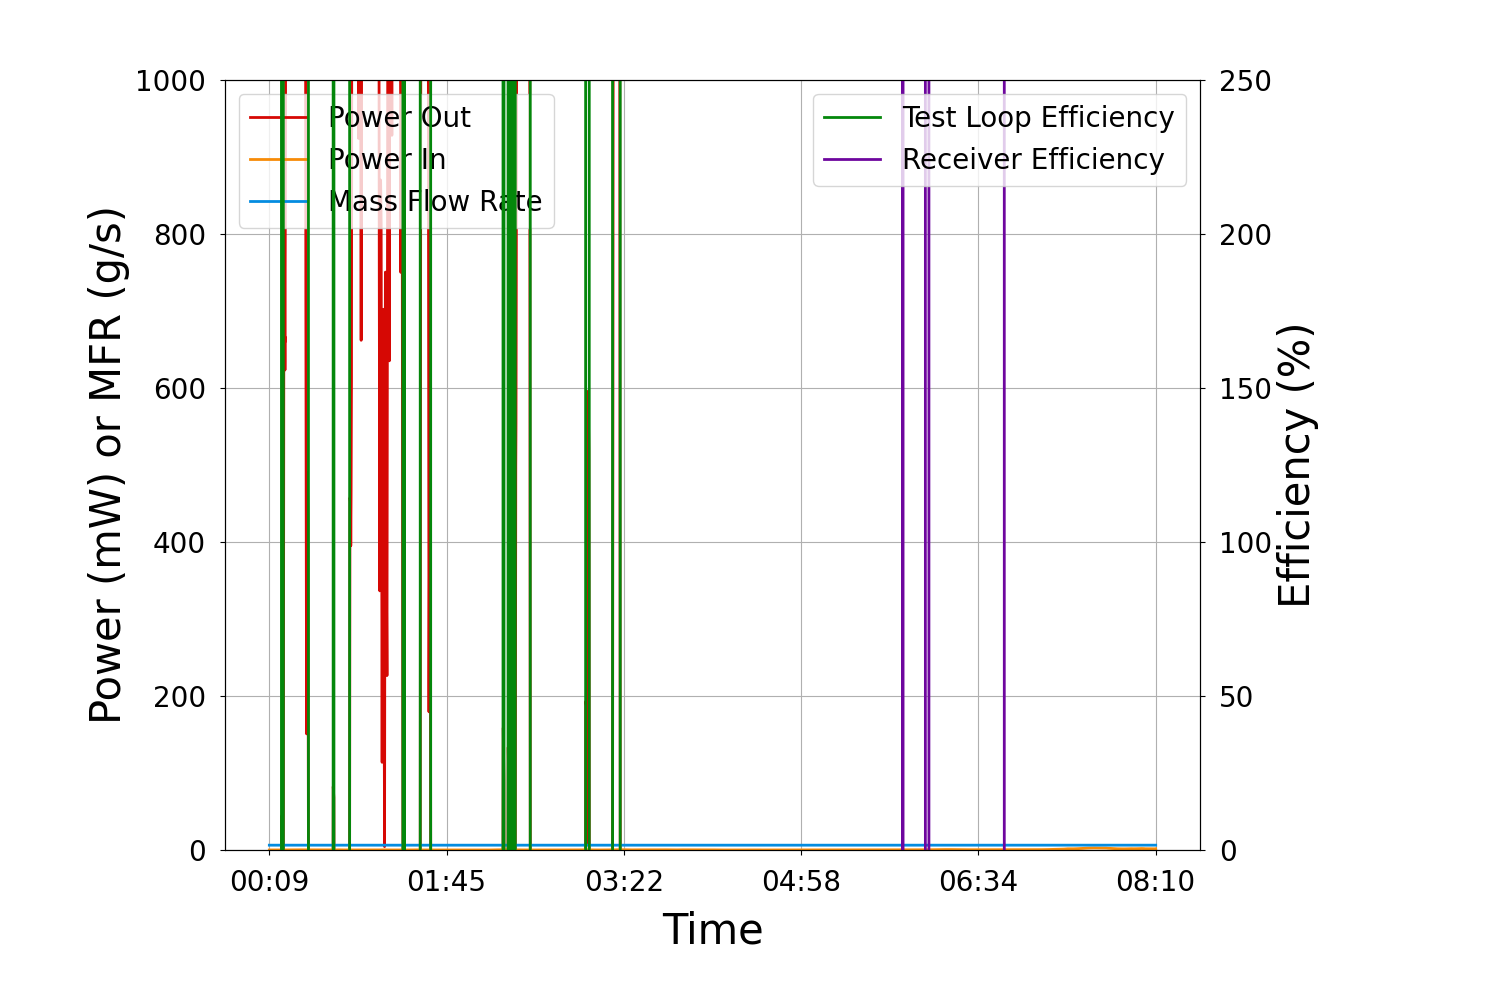 1000
800
600
400
200
0
Power (mW) or MFR (g/s)
Power Out
Power In
Mass Flow Rate
Test Loop Efficiency
Receiver Efficiency
250
200
150
100
50
0
Efficiency (%)
00:09 01:45 03:22 04:58 06:34 08:10
Time